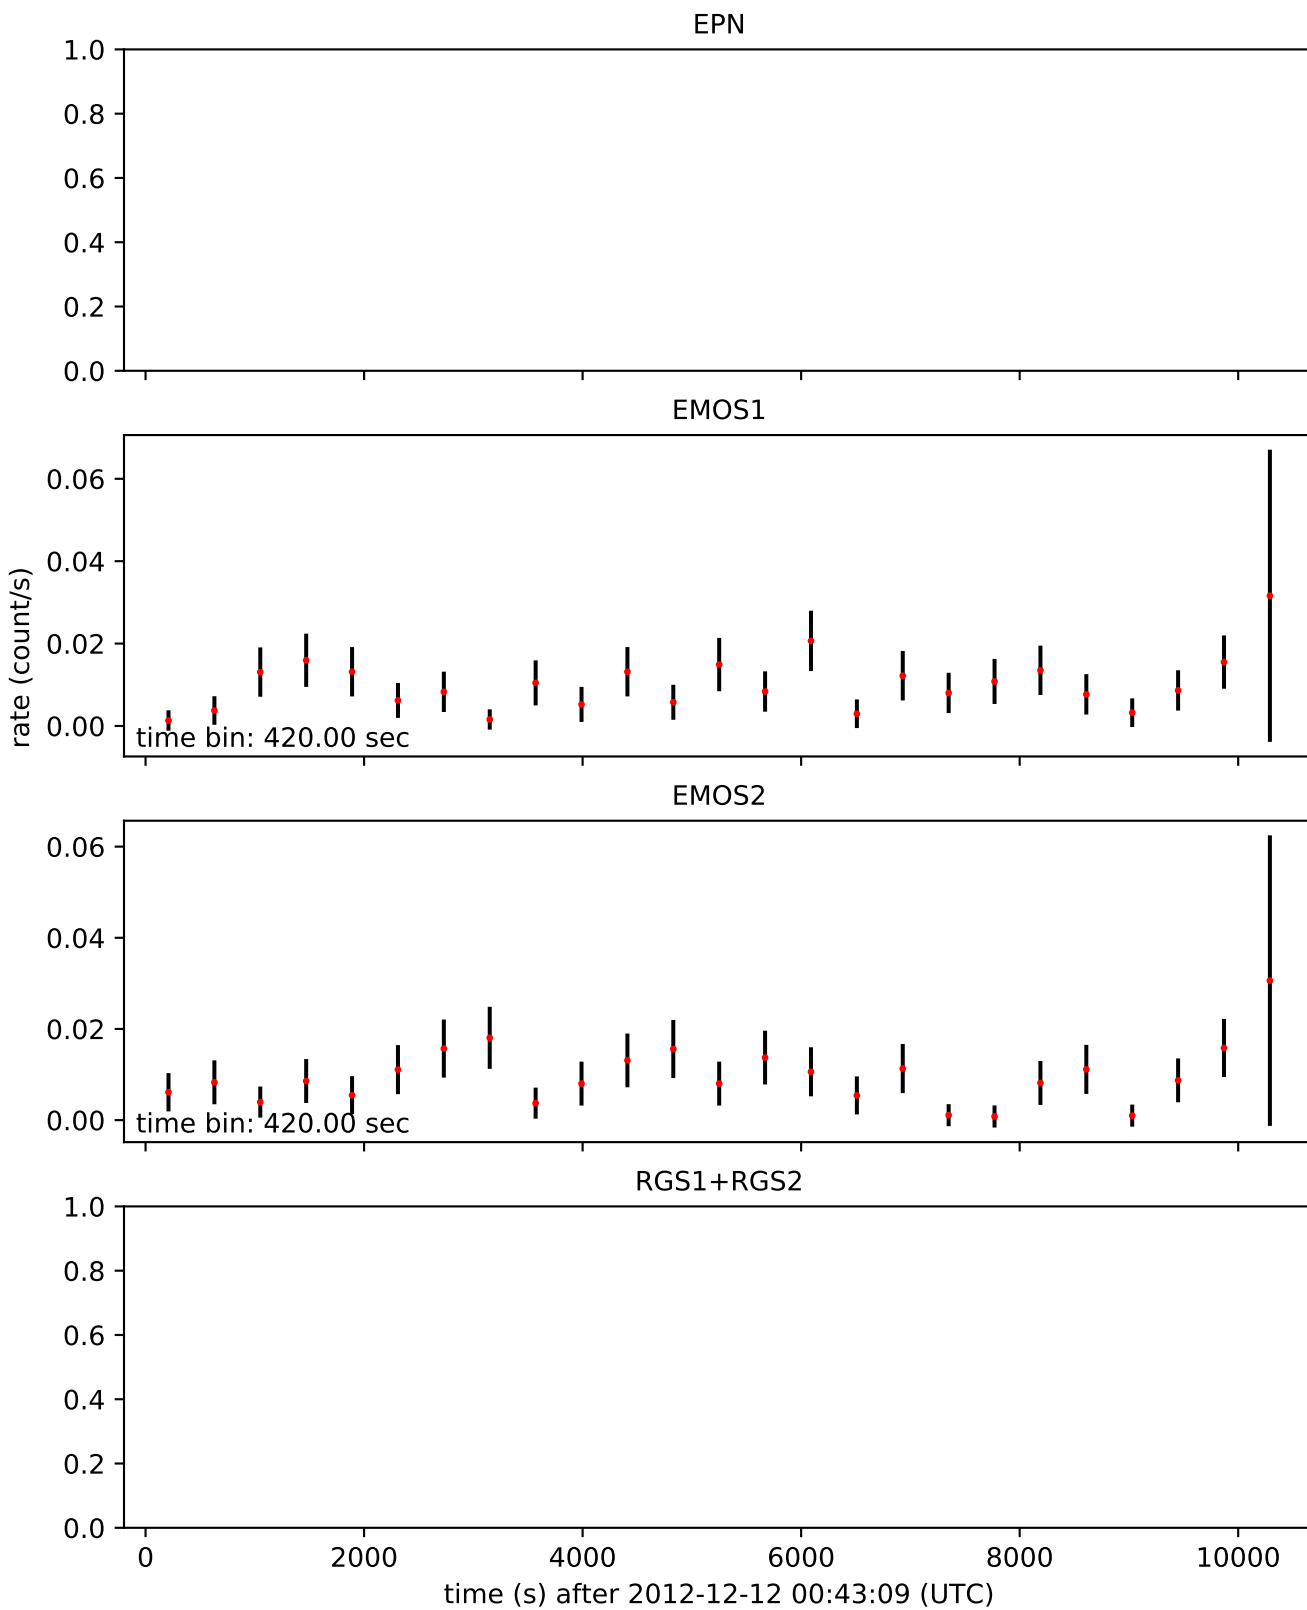 EPN
1.0
0.8
0.6
0.4
0.2
0.0
EMOS1
0.06
0.04
0.02
0.00
rate (count/s)
time bin: 420.00 sec
EMOS2
0.06
0.04
0.02
0.00
time bin: 420.00 sec
RGS1+RGS2
1.0
0.8
0.6
0.4
0.2
0.0
0 2000 4000 6000 8000 10000
time (s) after 2012-12-12 00:43:09 (UTC)